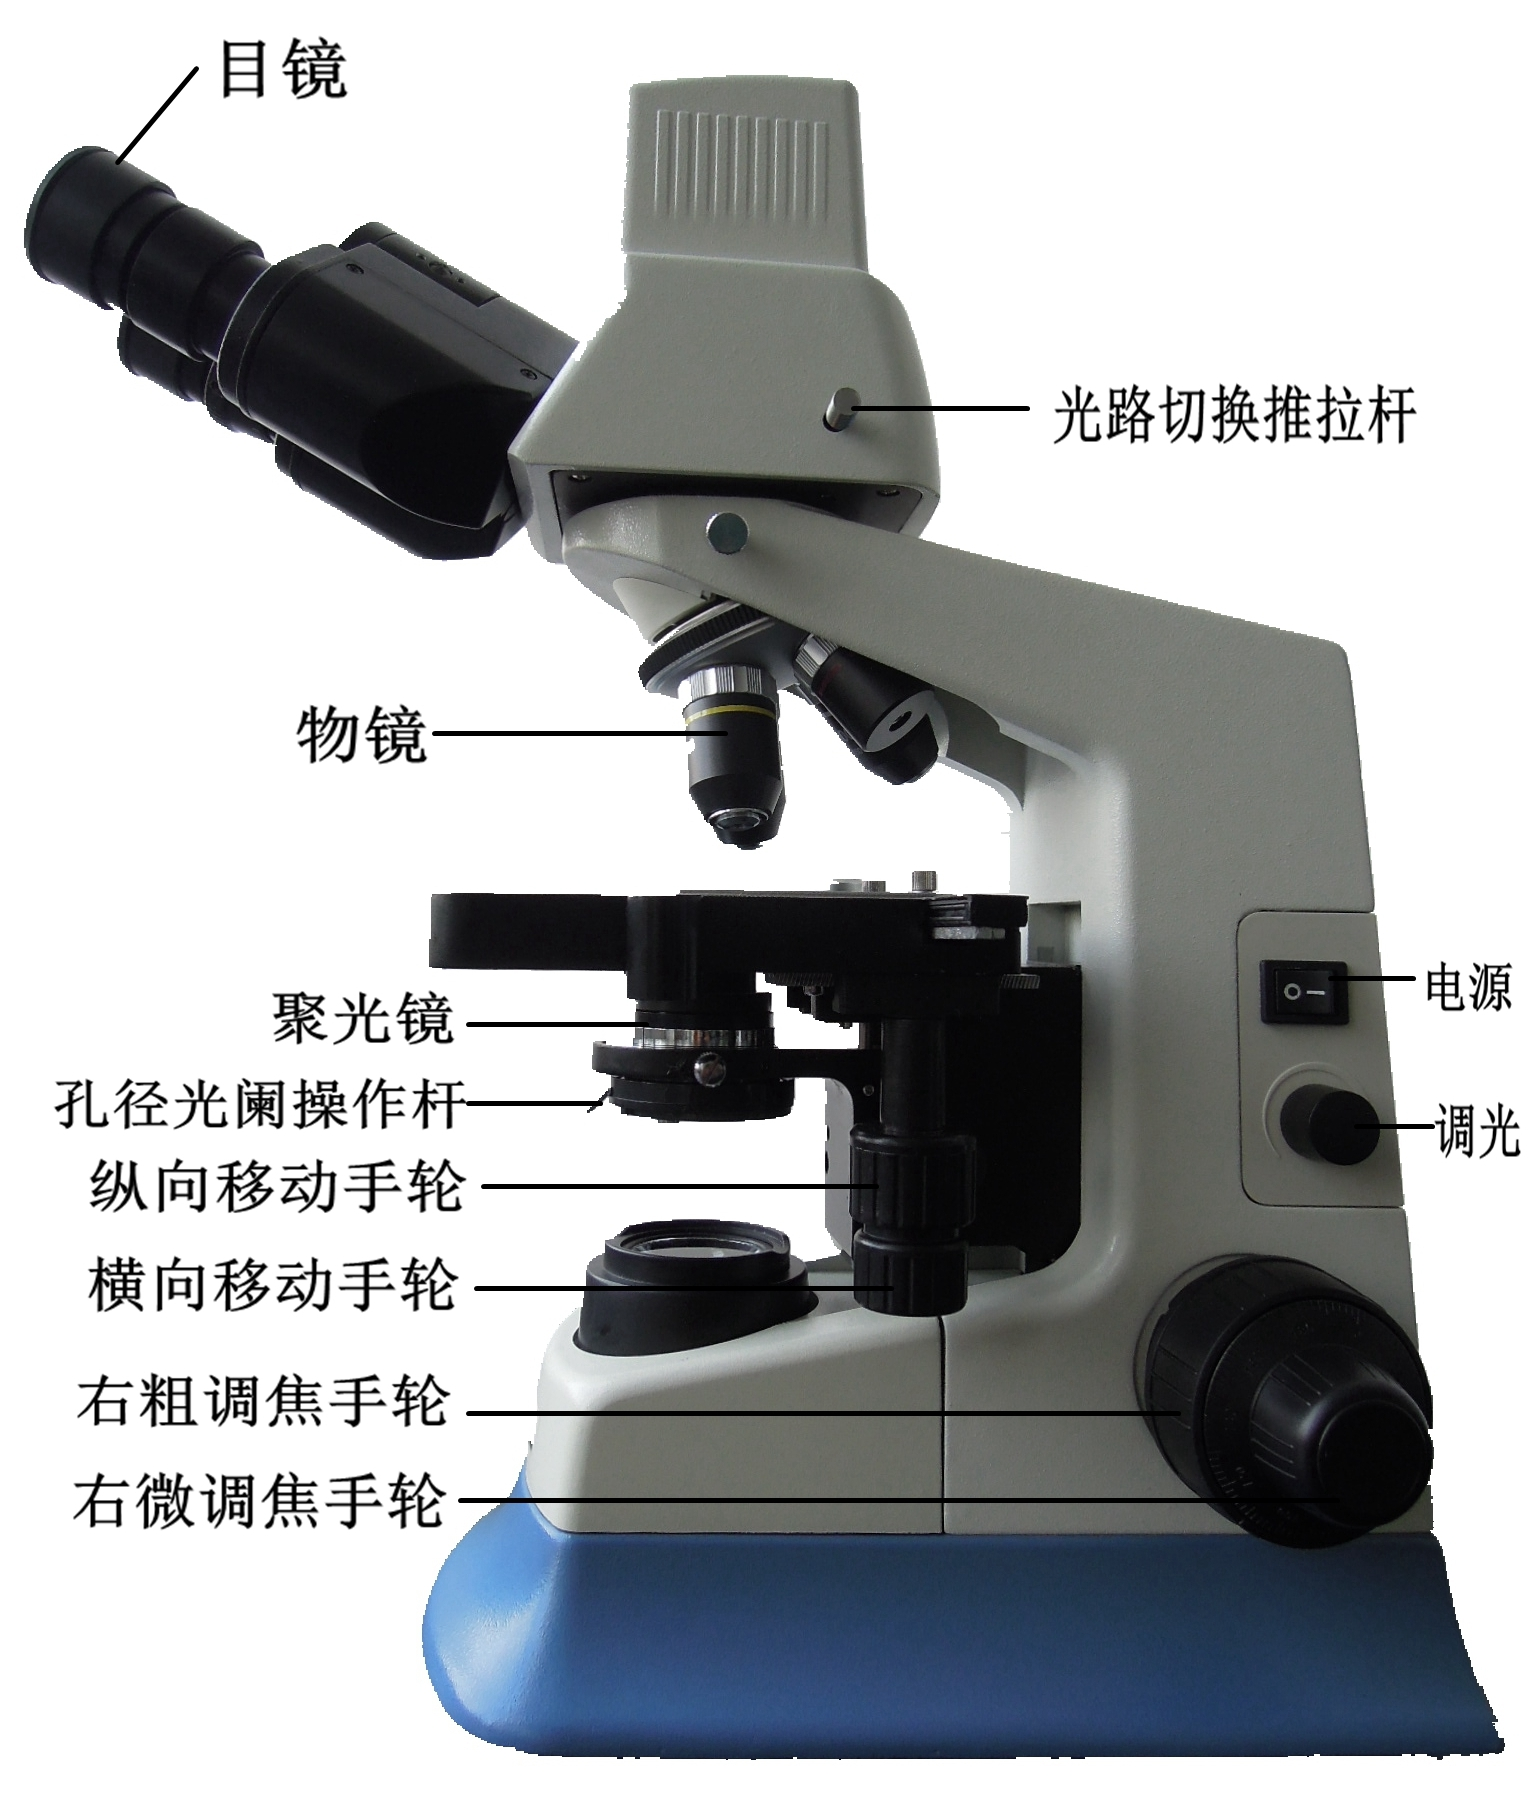 目镜
光路切换推拉杆
物镜
电源
聚光镜
孔径光阑操作杆
调光
纵向移动手轮
横向移动手轮
右粗调焦手轮
右微调焦手轮